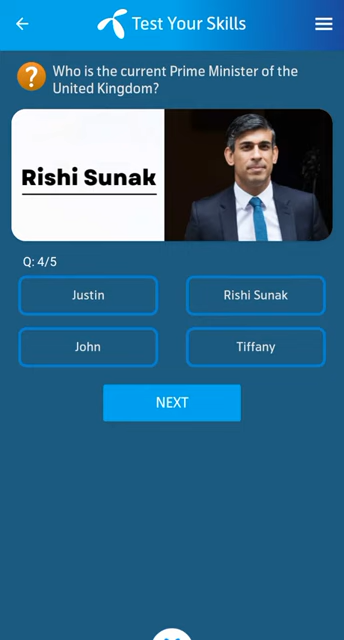 Test Your Skills
Who is the current Prime Minister of the
United Kingdom?
Rishi Sunak
Q: 4/5
Justin
Rishi Sunak
John
Tiffany
NEXT